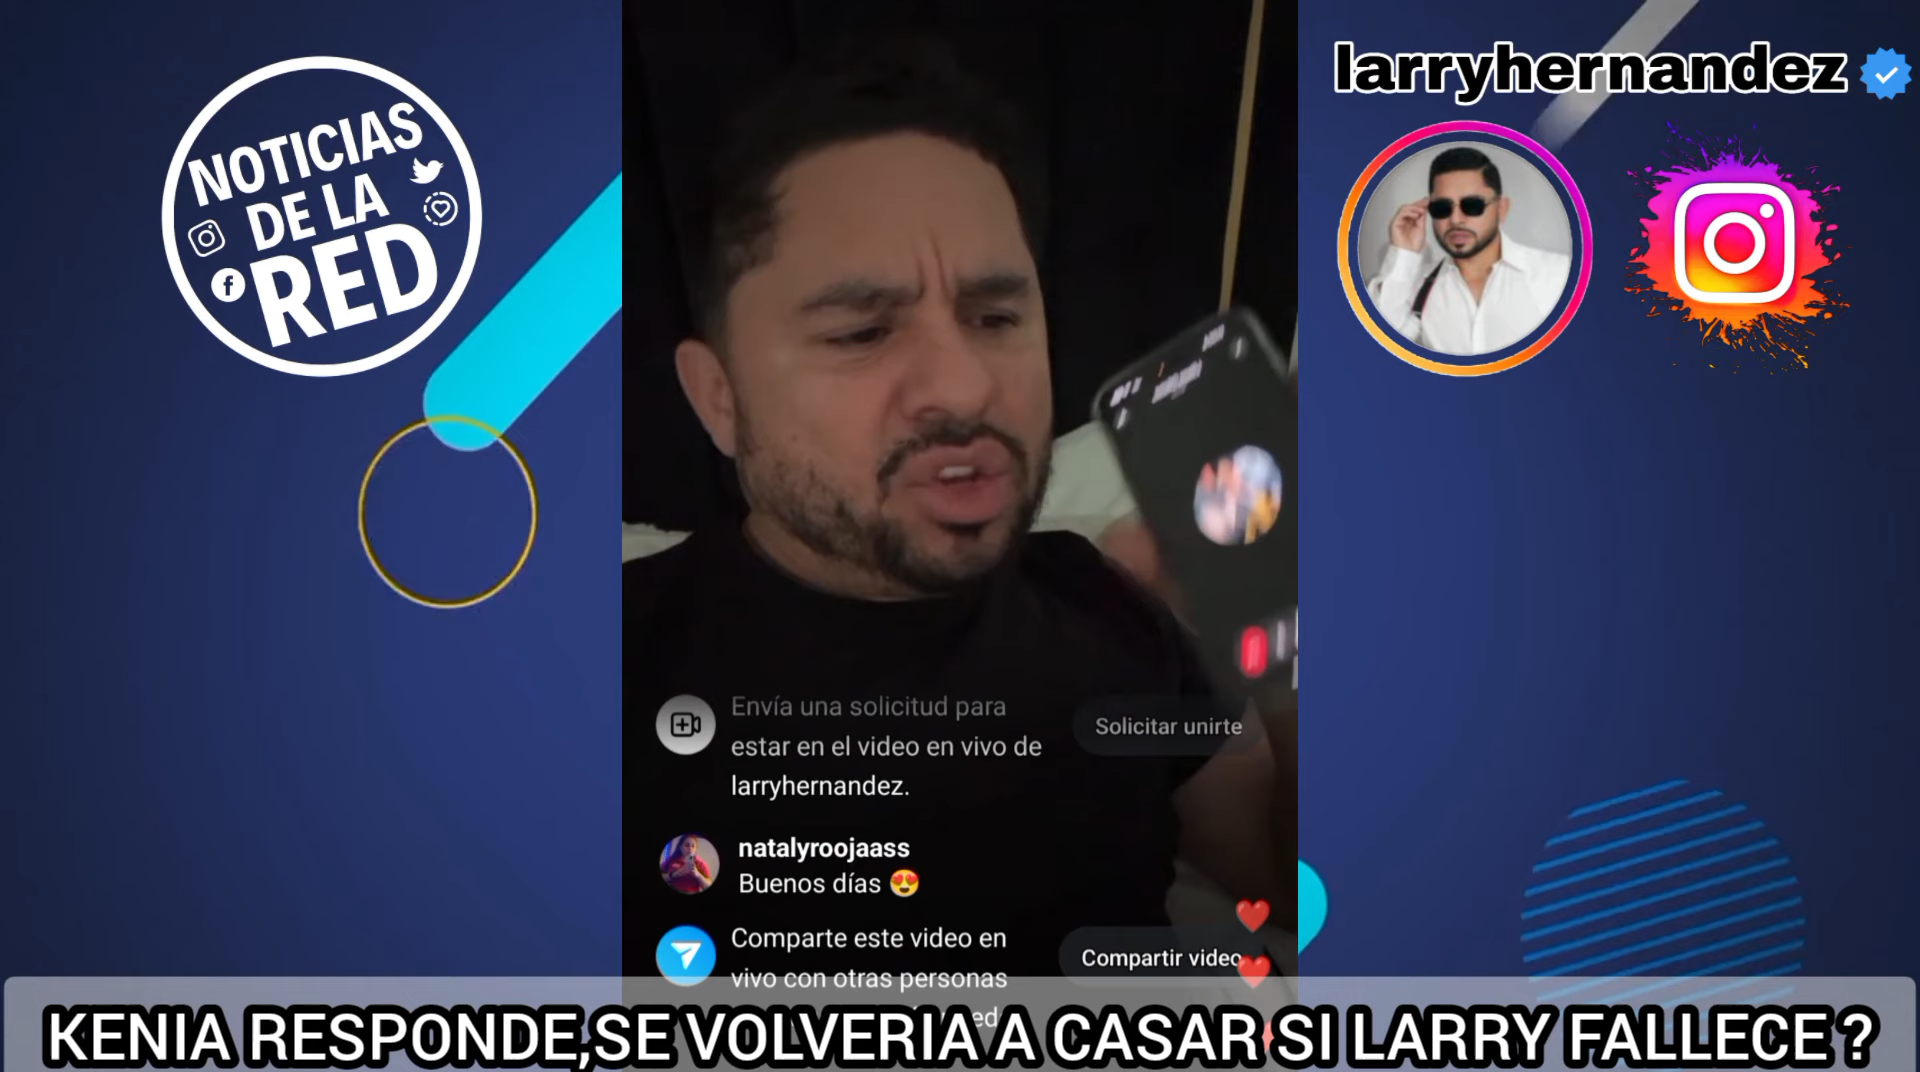 NOTICIAS
DE LA
RED
larryhernandez
Envía una solicitud para
estar en el video en vivo de
larryhernandez.
Solicitar unirte
natalyroojaass
Buenos días 😍
Comparte este video en
vivo con otras personas
Compartir video
KENIA RESPONDE,SE VOLVERIA A CASAR SI LARRY FALLECE ?